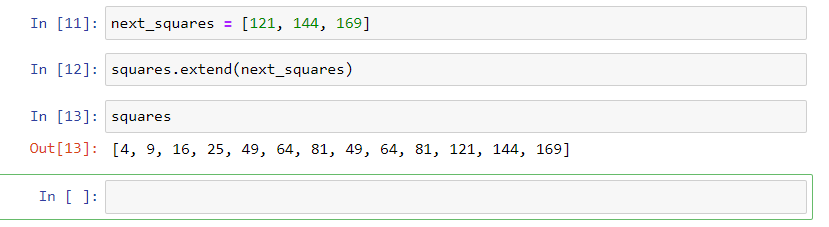 In [11]: next_squares = [121, 144, 169]
In [12]: squares.extend(next_squares)
In [13]: squares
Out[13]: [4, 9, 16, 25, 49, 64, 81, 49, 64, 81, 121, 144, 169]
In [ ]: